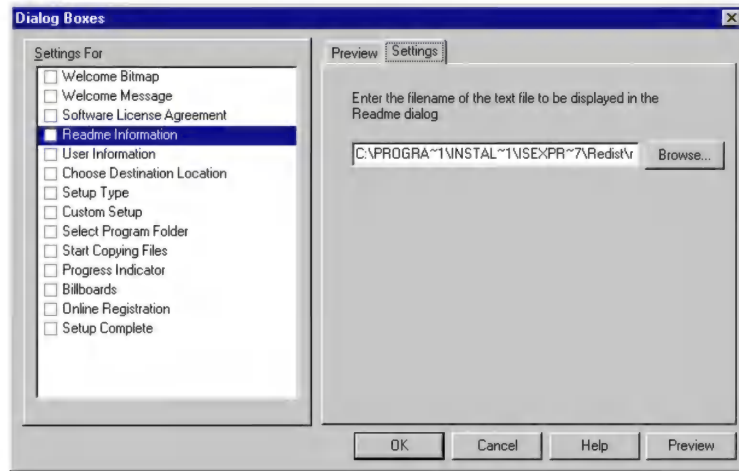 Dialog Boxes
Settings For
Welcome Bitmap
Welcome Message
Software License Agreement
Readme Information
User Information
Choose Destination Location
Setup Type
Custom Setup
Select Program Folder
Start Copying Files
Progress Indicator
Billboards
Online Registration
Setup Complete
Preview Settings
Enter the filename of the text file to be displayed in the
Readme dialog
C:\PROGRA~1\INSTAL~1\ISEXPR~7\Redist\r Browse...
OK Cancel Help Preview